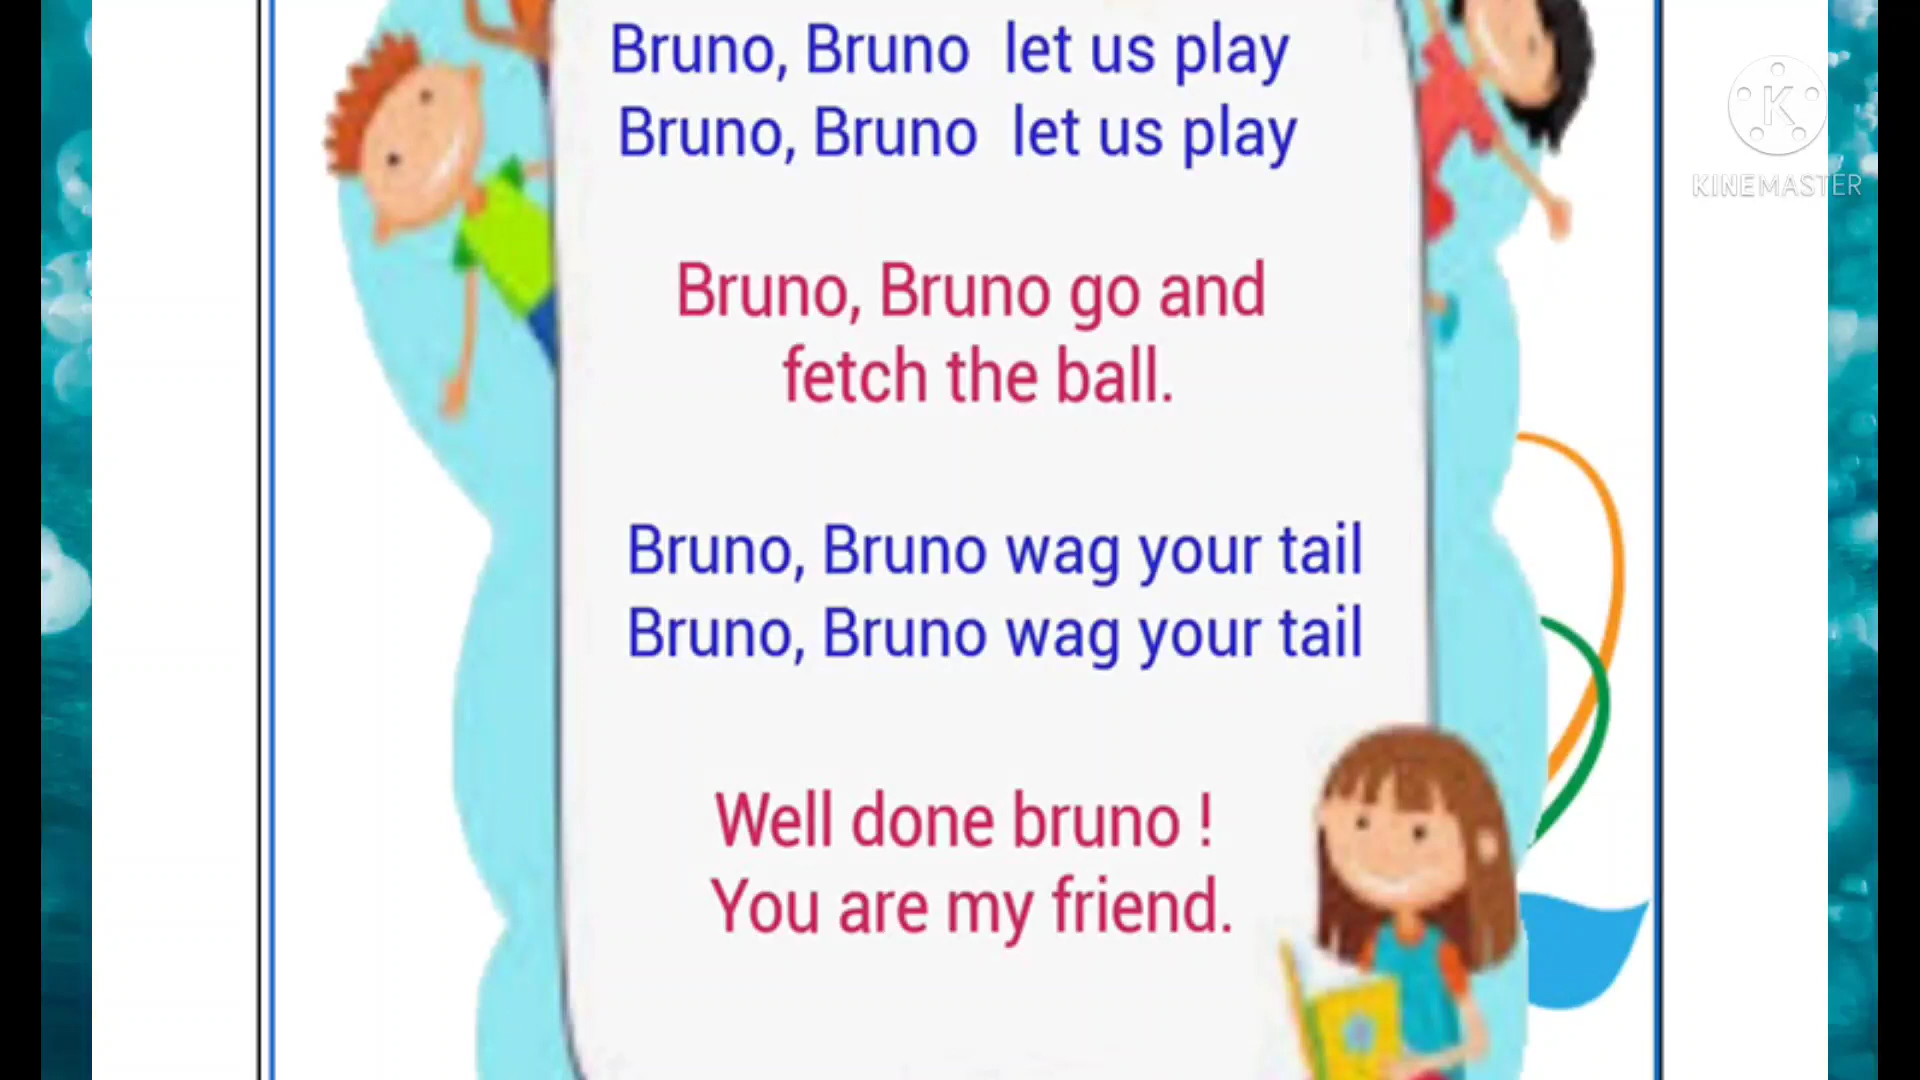 Bruno, Bruno let us play
Bruno, Bruno let us play
Bruno, Bruno go and
fetch the ball.
Bruno, Bruno wag your tail
Bruno, Bruno wag your tail
Well done bruno !
You are my friend.
K
KINEMASTER